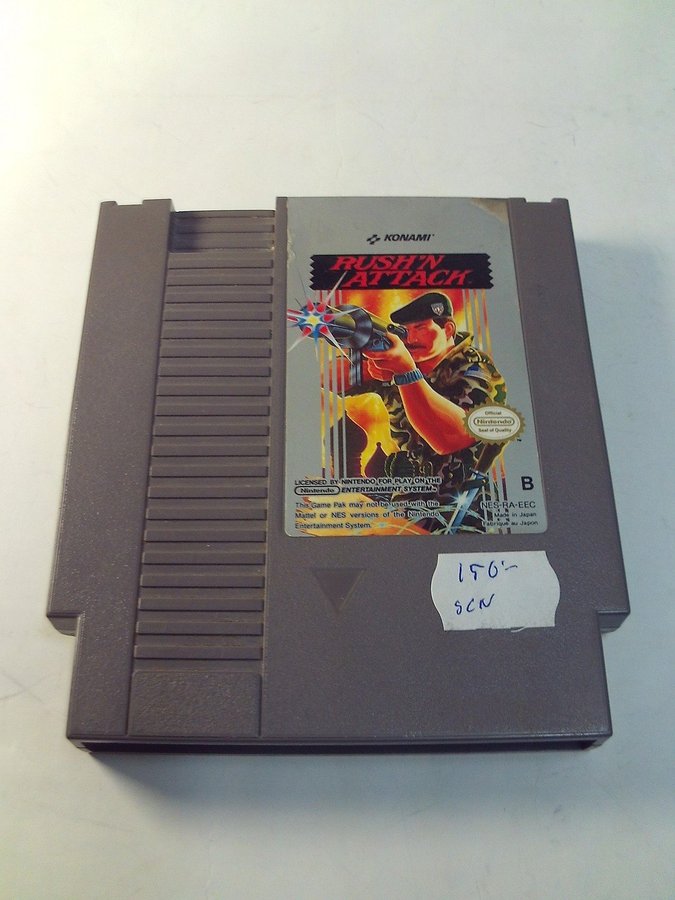 KONAMI
RUSH'N
ATTACK
Official
Nintendo
Seal of Quality
LICENSED BY NINTENDO FOR PLAY ON THE
Nintendo ENTERTAINMENT SYSTEM™
B
This Game Pak may not be used with the
Mattel or NES versions of the Nintendo
Entertainment System.
NES-RA-EEC
Made in Japan
Fabriqué au Japon
150:-
SCN